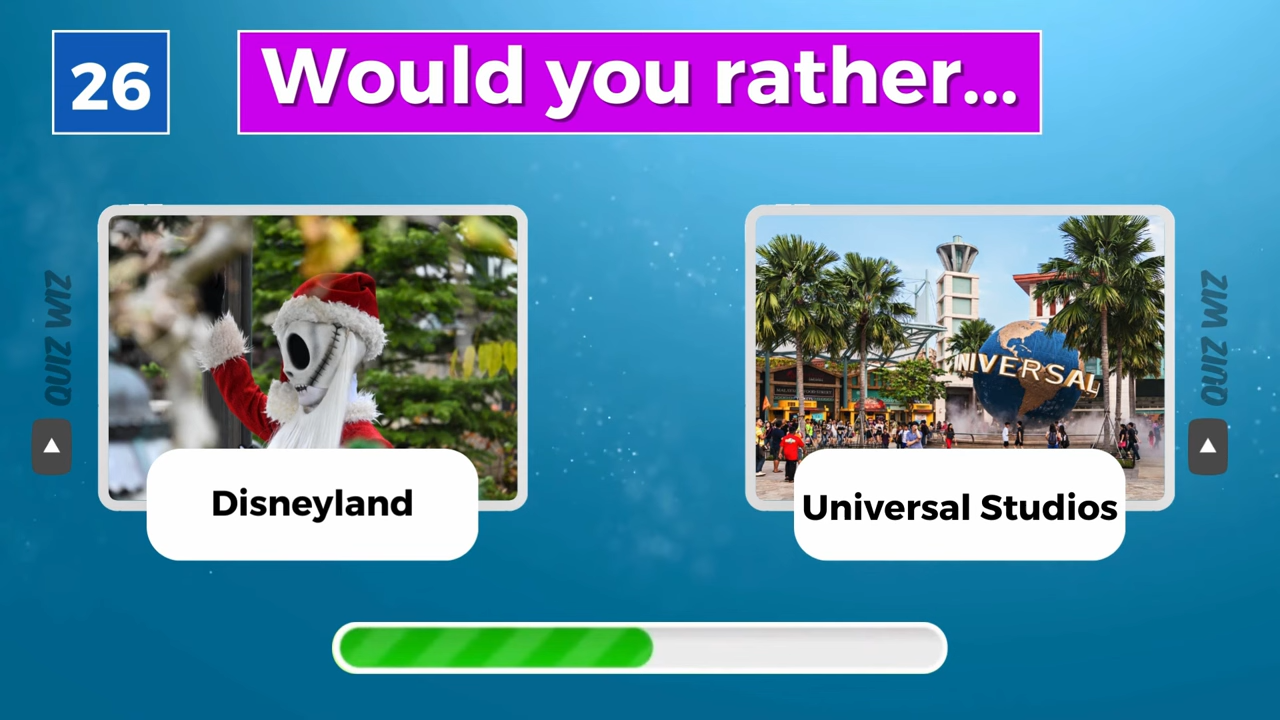 26
Would you rather...
QUIZ WIZ
UNIVERSAL
QUIZ WIZ
Disneyland
Universal Studios